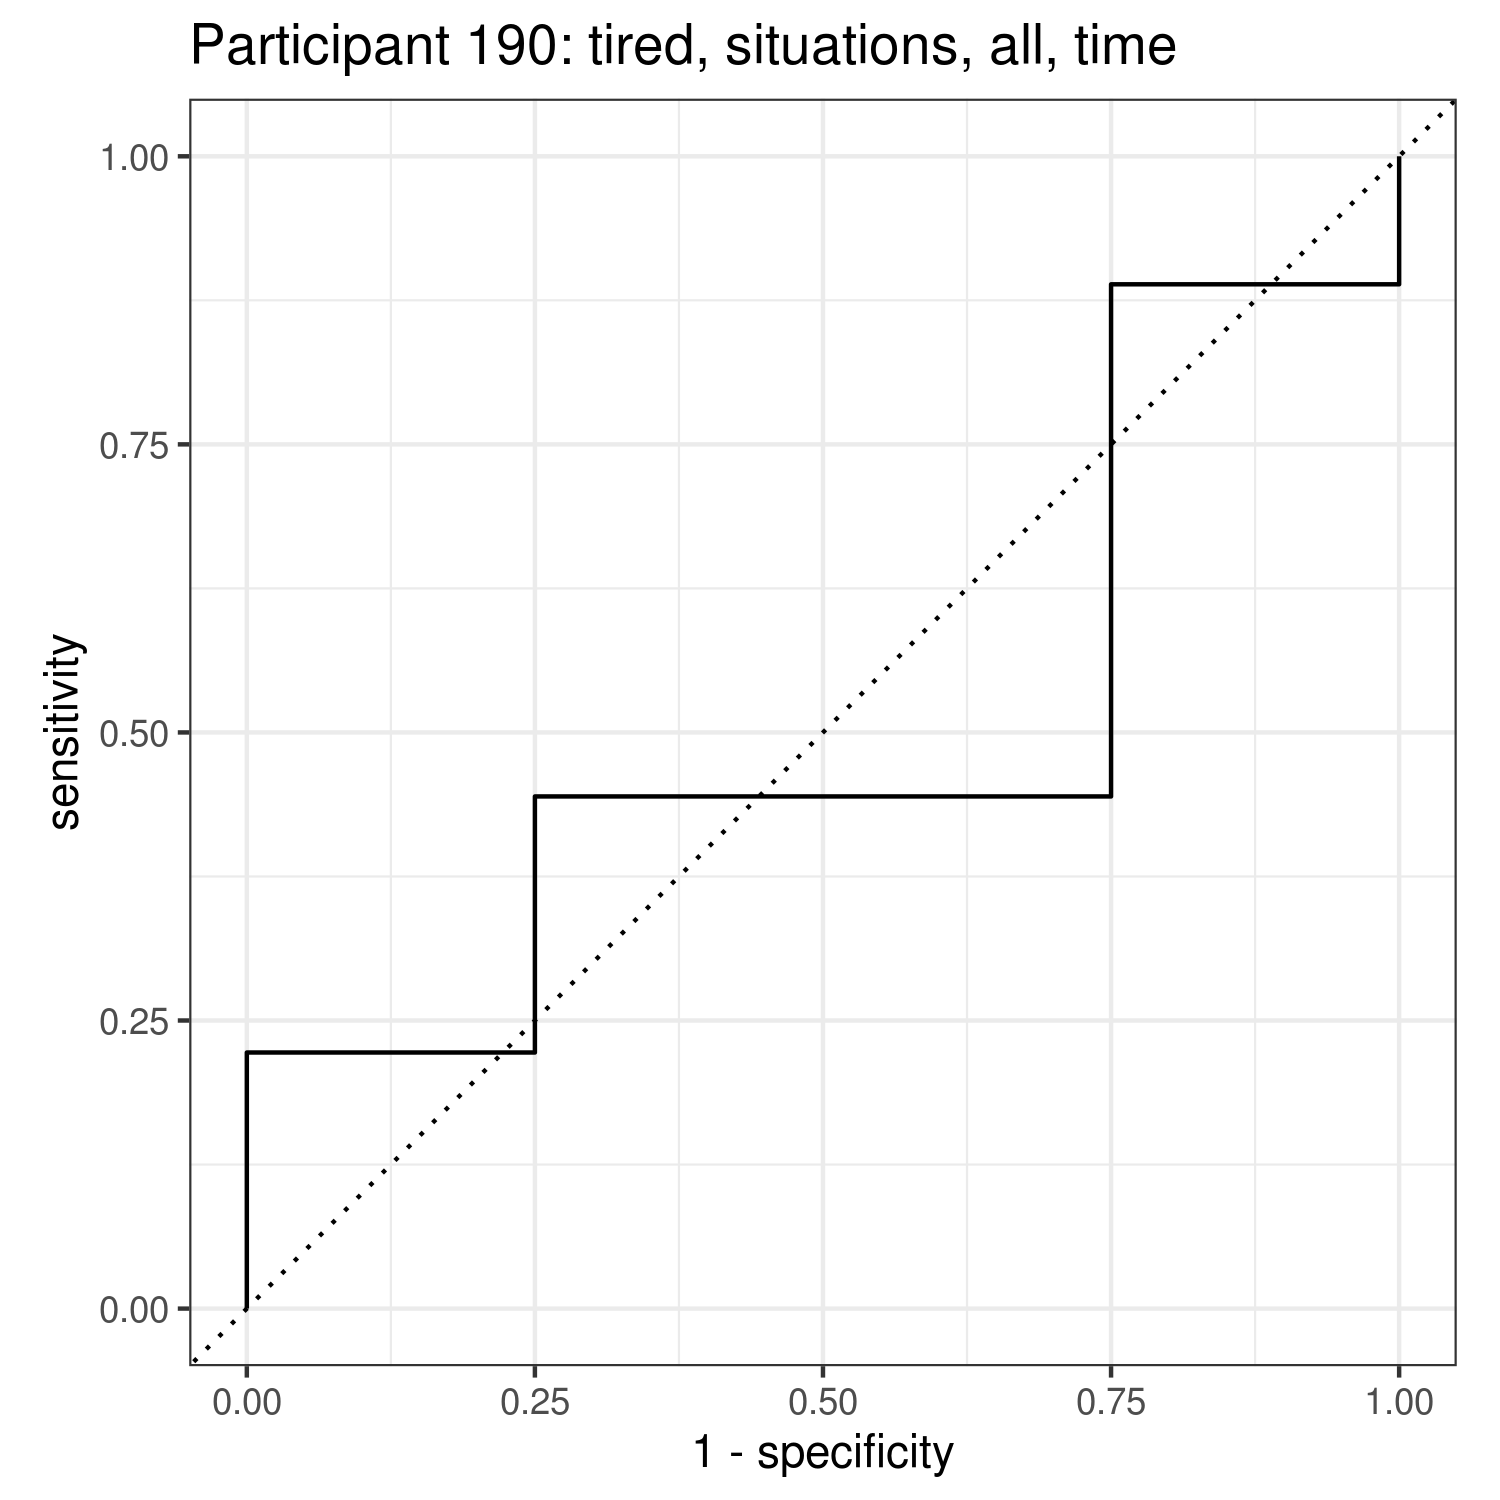 Participant 190: tired, situations, all, time
1.00
0.75
0.50
0.25
0.00
sensitivity
0.00 0.25 0.50 0.75 1.00
1 - specificity